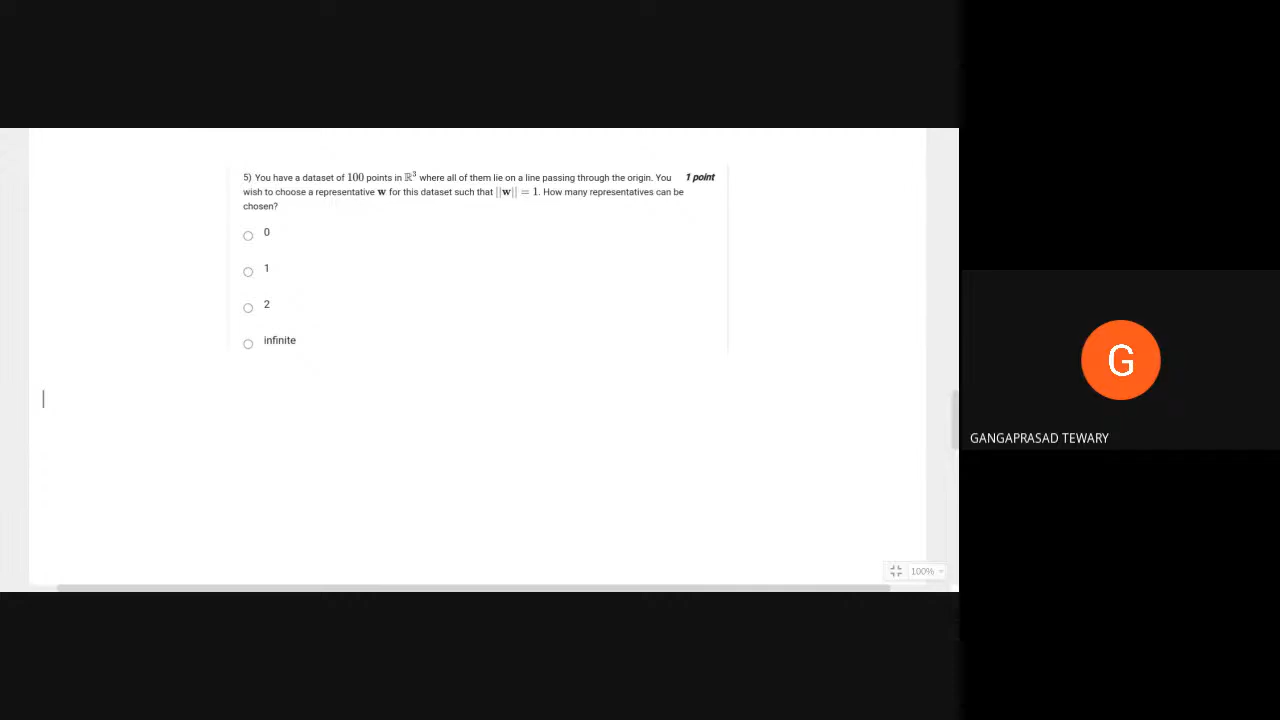 5) You have a dataset of 100 points in ℝ³ where all of them lie on a line passing through the origin. You 1 point
wish to choose a representative w for this dataset such that ||w|| = 1. How many representatives can be
chosen?
0
1
2
infinite
G
GANGAPRASAD TEWARY
100%